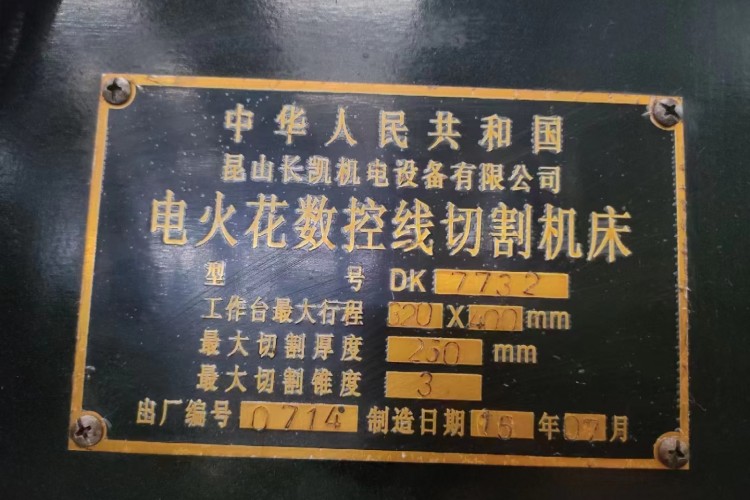 中华人民共和国
昆山长凯机电设备有限公司
电火花数控线切割机床
型 号 DK 7732
工作台最大行程 320 X 400 mm
最大切割厚度 250 mm
最大切割锥度 3
出厂编号 0714 制造日期 年 月